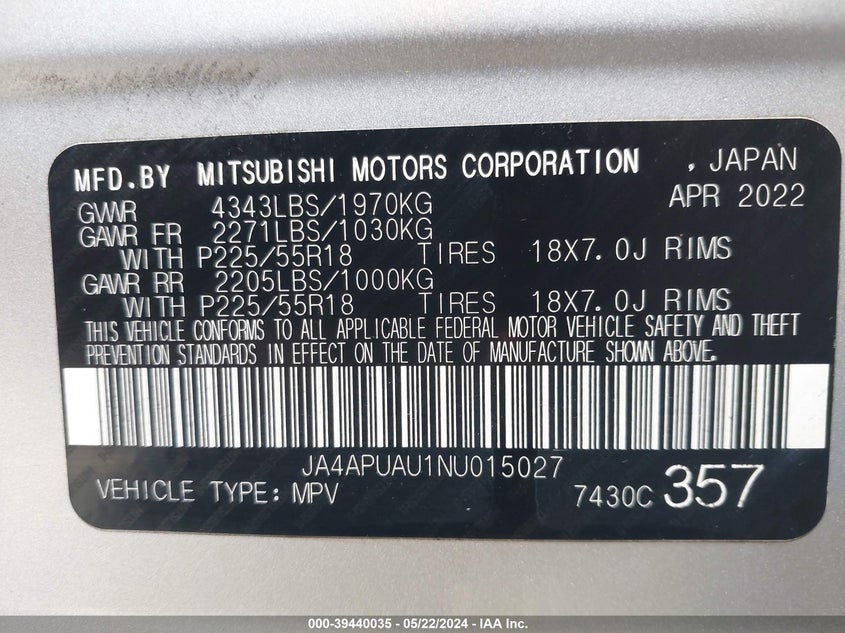 MFD.BY MITSUBISHI MOTORS CORPORATION , JAPAN
GVWR 4343LBS/1970KG APR 2022
GAWR FR 2271LBS/1030KG
WITH P225/55R18 TIRES 18X7.0J RIMS
GAWR RR 2205LBS/1000KG
WITH P225/55R18 TIRES 18X7.0J RIMS
THIS VEHICLE CONFORMS TO ALL APPLICABLE FEDERAL MOTOR VEHICLE SAFETY AND THEFT
PREVENTION STANDARDS IN EFFECT ON THE DATE OF MANUFACTURE SHOWN ABOVE.
JA4APUAU1NU015027
VEHICLE TYPE: MPV 7430C 357
000-39440035 - 05/22/2024 - IAA Inc.